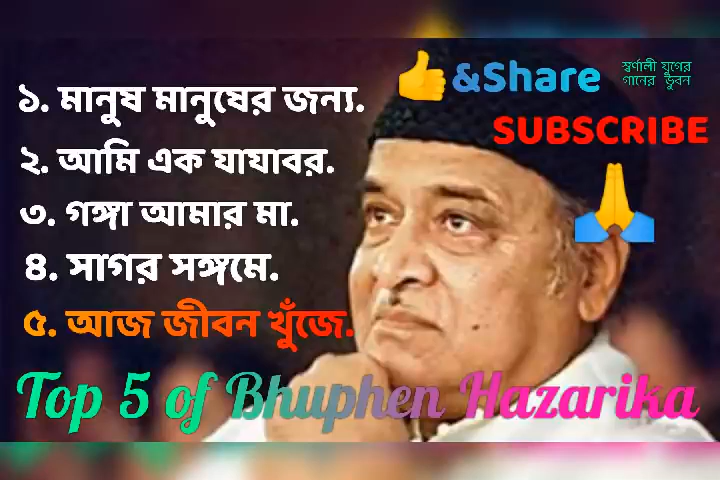 ১. মানুষ মানুষের জন্য.
২. আমি এক যাযাবর.
৩. গঙ্গা আমার মা.
৪. সাগর সঙ্গমে.
৫. আজ জীবন খুঁজে.
Top 5 of Bhuphen Hazarika
&Share
SUBSCRIBE
স্বর্ণালী যুগের
গানের ভুবন